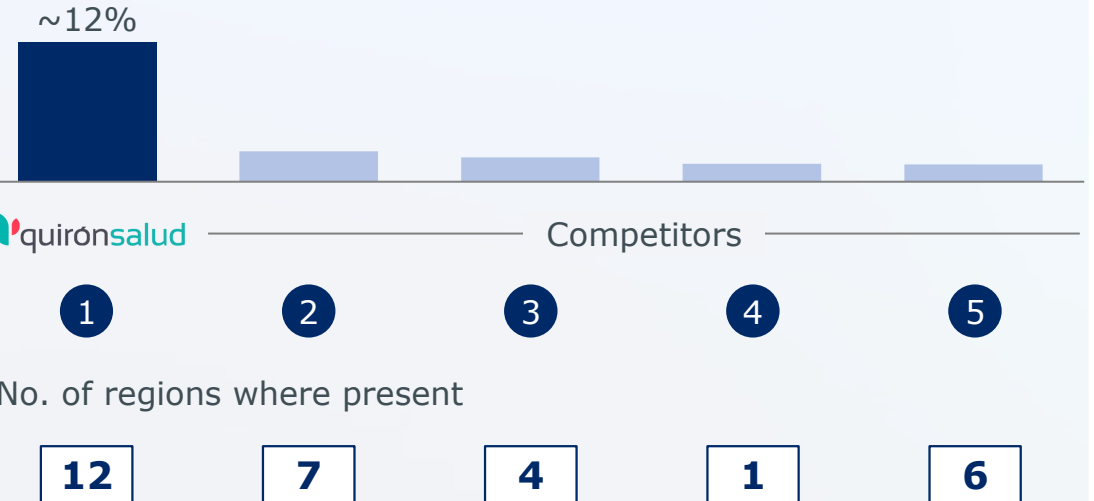 ~12%
quirónsalud
Competitors
1 2 3 4 5
No. of regions where present
12 7 4 1 6